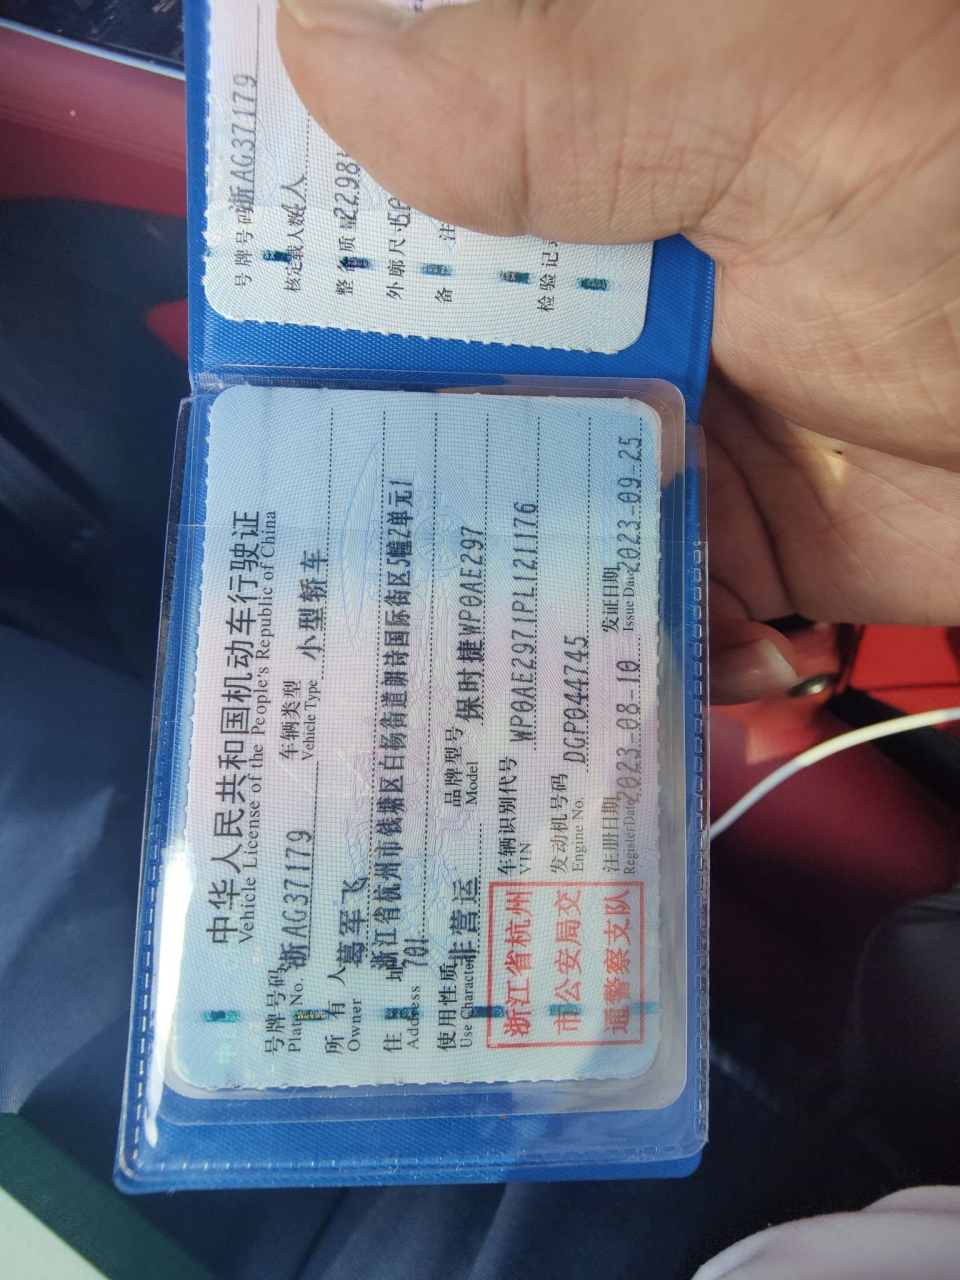 中华人民共和国机动车行驶证
Vehicle License of the People's Republic of China
号牌号码 浙AG37179 车辆类型 小型轿车
Plate No. Vehicle Type
所有人 葛军飞
Owner
住址 浙江省杭州市钱塘区白杨街道朗诗国际街区5幢2单元1
Address 701
使用性质 非营运 品牌型号 保时捷WP0AE297
Use Character Model
浙江省杭州
市公安局交
通警察支队
车辆识别代号 WP0AE2971PL121176
VIN
发动机号码 DGP044745
Engine No.
注册日期 2023-08-10 发证日期 2023-09-25
Register Date Issue Date
号牌号码 浙AG37179
核定载人数 4人
整备质量 2298
外廓尺寸
备注
检验记